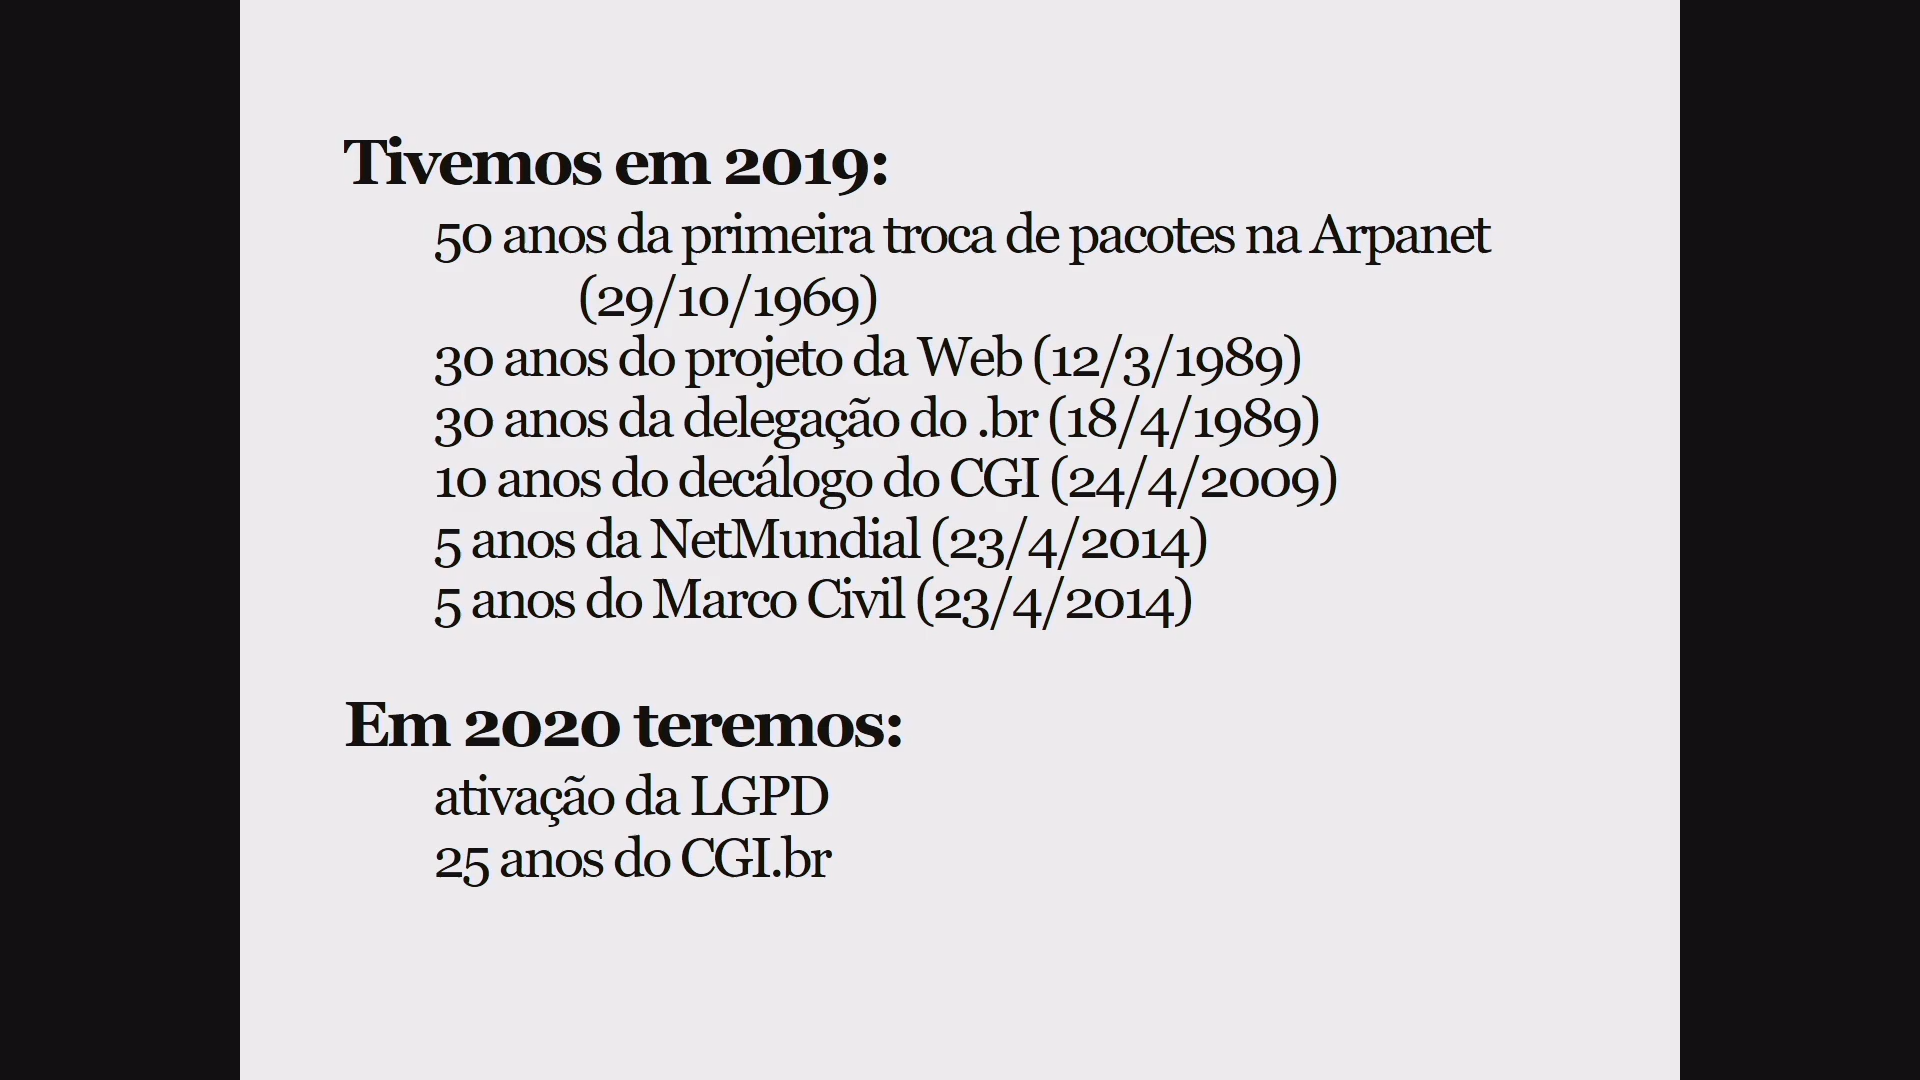 Tivemos em 2019:
50 anos da primeira troca de pacotes na Arpanet
(29/10/1969)
30 anos do projeto da Web (12/3/1989)
30 anos da delegação do .br (18/4/1989)
10 anos do decálogo do CGI (24/4/2009)
5 anos da NetMundial (23/4/2014)
5 anos do Marco Civil (23/4/2014)
Em 2020 teremos:
ativação da LGPD
25 anos do CGI.br